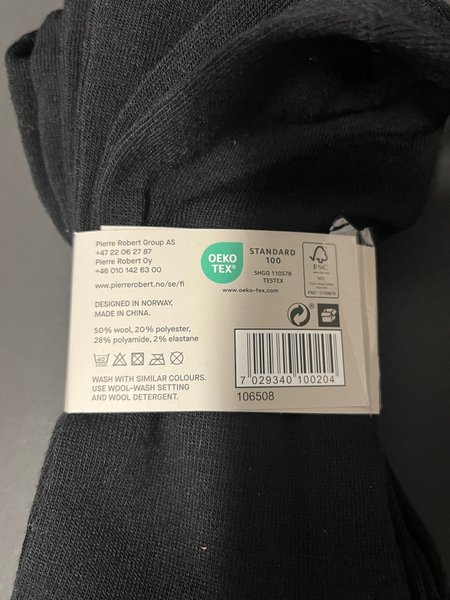 Pierre Robert Group AS
+47 22 06 27 87
Pierre Robert Oy
+46 010 142 63 00
www.pierrerobert.no/se/fi
DESIGNED IN NORWAY,
MADE IN CHINA.
50% wool, 20% polyester,
28% polyamide, 2% elastane
40°
WASH WITH SIMILAR COLOURS.
USE WOOL-WASH SETTING
AND WOOL DETERGENT.
OEKO
TEX®
STANDARD
100
SHGO 110578
TESTEX
www.oeko-tex.com
FSC
7 029340 100204
106508